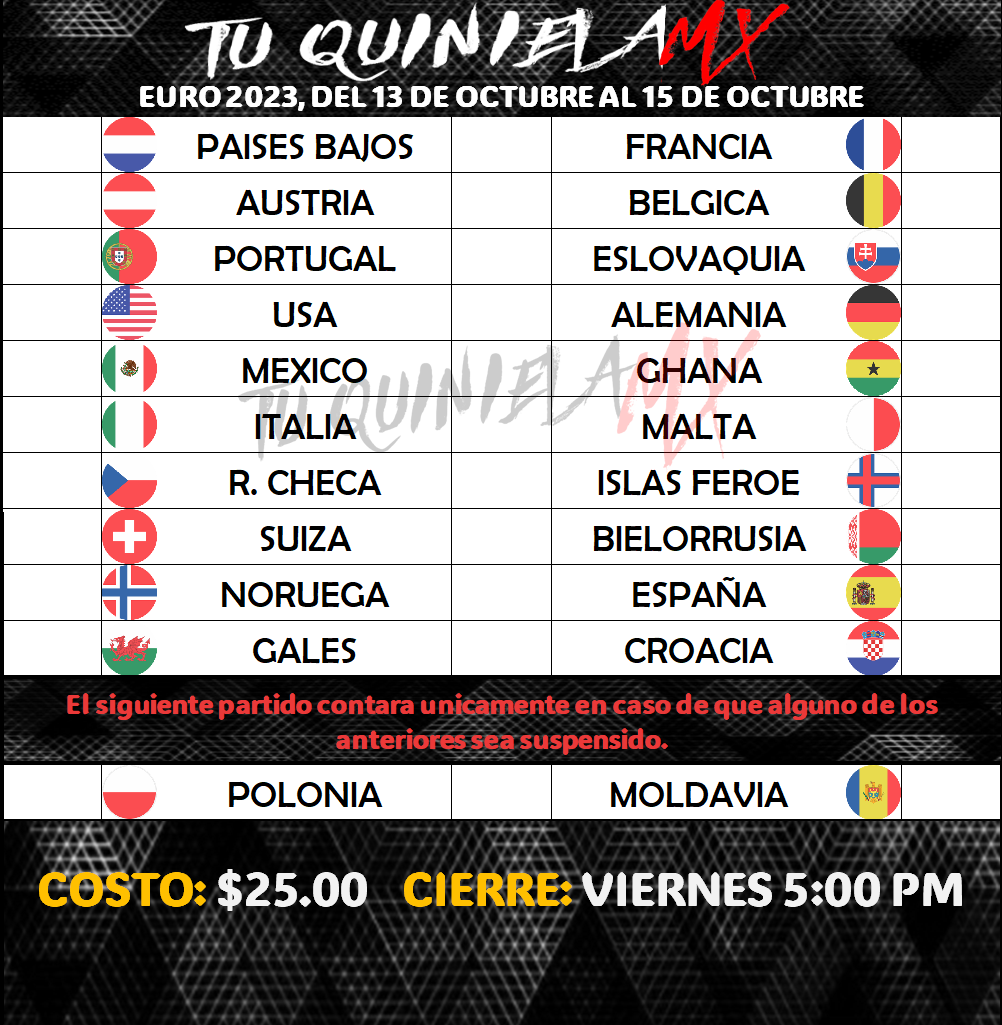 TU QUINIELAMX
EURO 2023, DEL 13 DE OCTUBRE AL 15 DE OCTUBRE
PAISES BAJOS FRANCIA
AUSTRIA BELGICA
PORTUGAL ESLOVAQUIA
USA ALEMANIA
MEXICO GHANA
TU QUINIELAMX
ITALIA MALTA
R. CHECA ISLAS FEROE
SUIZA BIELORRUSIA
NORUEGA ESPAÑA
GALES CROACIA
El siguiente partido contara unicamente en caso de que alguno de los
anteriores sea suspensido.
POLONIA MOLDAVIA
COSTO: $25.00 CIERRE: VIERNES 5:00 PM